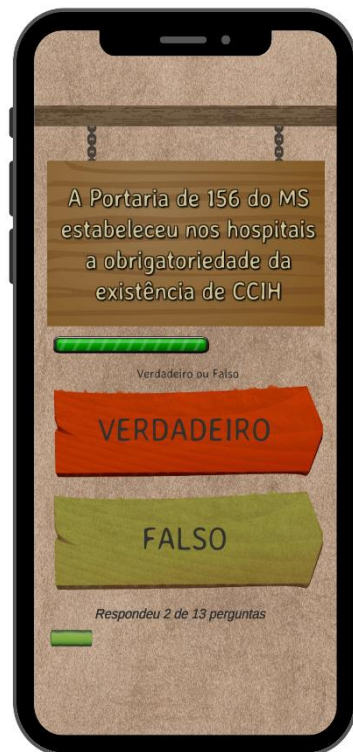 A Portaria de 156 do MS
estabeleceu nos hospitais
a obrigatoriedade da
existência de CCIH
Verdadeiro ou Falso
VERDADEIRO
FALSO
Respondeu 2 de 13 perguntas